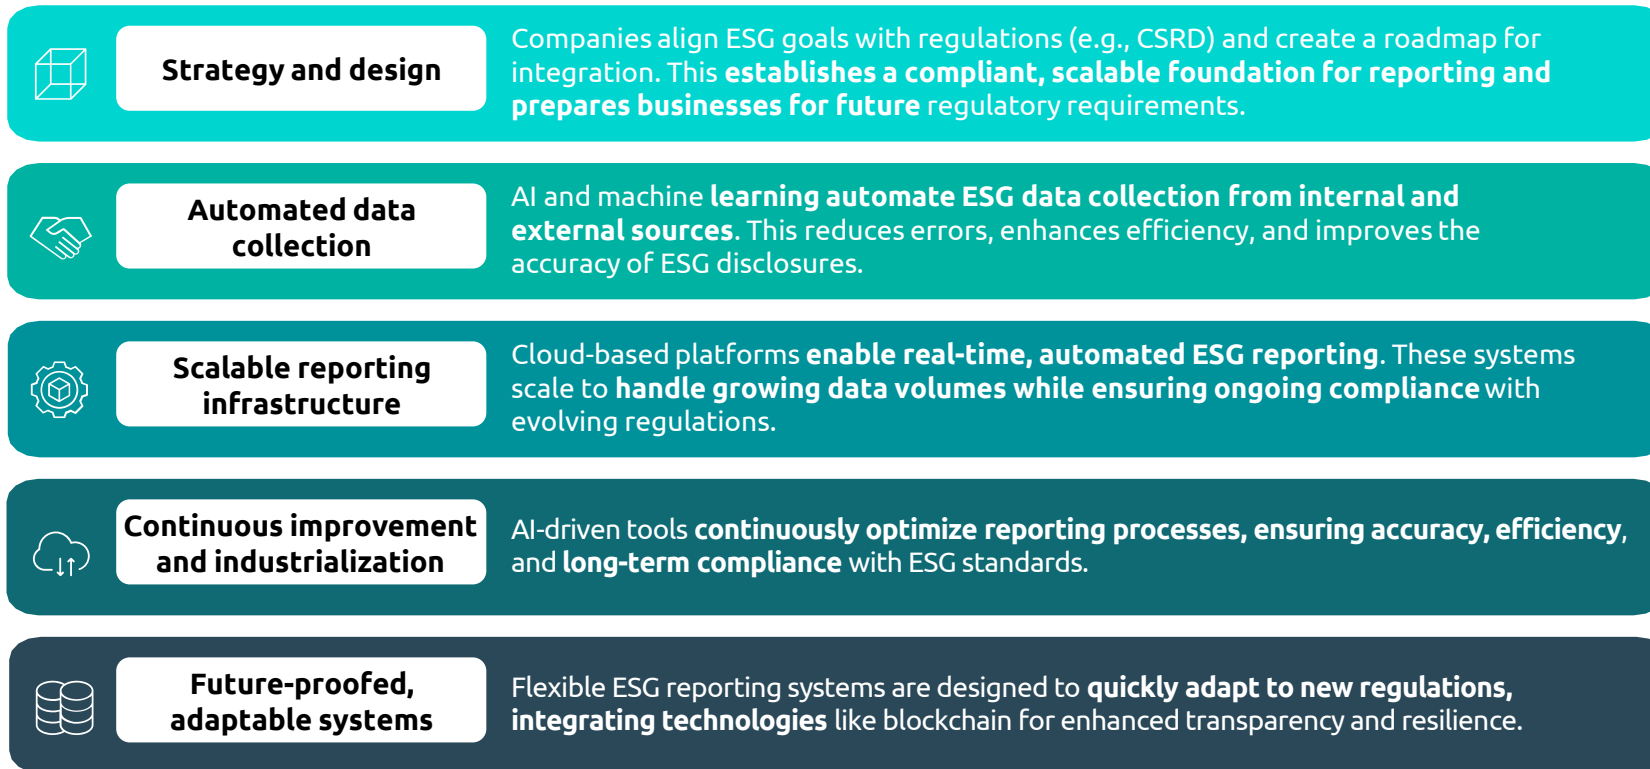 Strategy and design
Companies align ESG goals with regulations (e.g., CSRD) and create a roadmap for
integration. This establishes a compliant, scalable foundation for reporting and
prepares businesses for future regulatory requirements.
Automated data
collection
AI and machine learning automate ESG data collection from internal and
external sources. This reduces errors, enhances efficiency, and improves the
accuracy of ESG disclosures.
Scalable reporting
infrastructure
Cloud-based platforms enable real-time, automated ESG reporting. These systems
scale to handle growing data volumes while ensuring ongoing compliance with
evolving regulations.
Continuous improvement
and industrialization
AI-driven tools continuously optimize reporting processes, ensuring accuracy, efficiency,
and long-term compliance with ESG standards.
Future-proofed,
adaptable systems
Flexible ESG reporting systems are designed to quickly adapt to new regulations,
integrating technologies like blockchain for enhanced transparency and resilience.